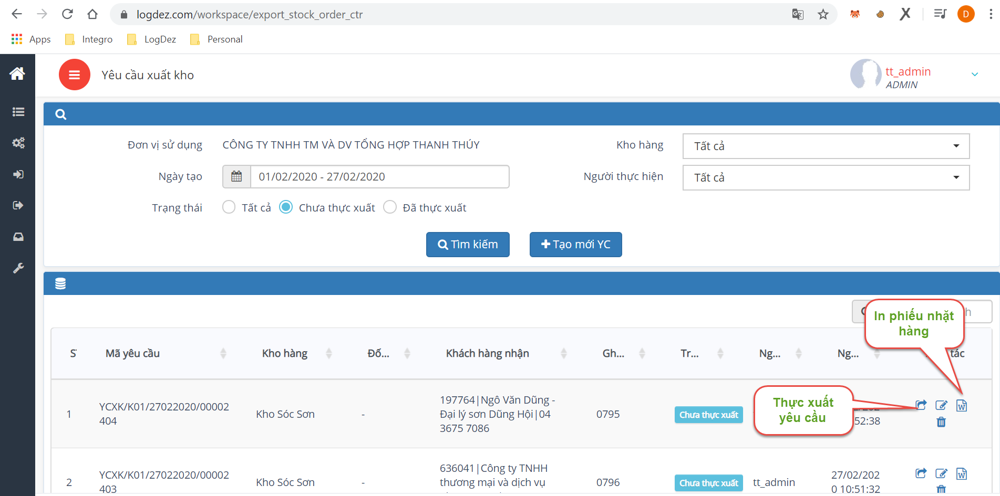 logdez.com/workspace/export_stock_order_ctr
D
Apps
Integro
LogDez
Personal
Yêu cầu xuất kho
tt_admin
ADMIN
Đơn vị sử dụng
CÔNG TY TNHH TM VÀ DV TỔNG HỢP THANH THÚY
Kho hàng
Tất cả
Ngày tạo
01/02/2020 - 27/02/2020
Người thực hiện
Tất cả
Trạng thái
Tất cả
Chưa thực xuất
Đã thực xuất
Tìm kiếm
Tạo mới YC
In phiếu nhặt
hàng
h
Mã yêu cầu
Kho hàng
Đố...
Khách hàng nhận
Gh...
Tr...
Ng...
Ng...
tác
1
YCXK/K01/27022020/00002
404
Kho Sóc Sơn
-
197764|Ngô Văn Dũng -
Đại lý sơn Dũng Hội|04
3675 7086
0795
Chưa thực xuất
Thực xuất
yêu cầu
52:38
2
YCXK/K01/27022020/00002
403
Kho Sóc Sơn
-
636041|Công ty TNHH
thương mại và dịch vụ
0796
Chưa thực xuất
tt_admin
27/02/202
0 10:51:32